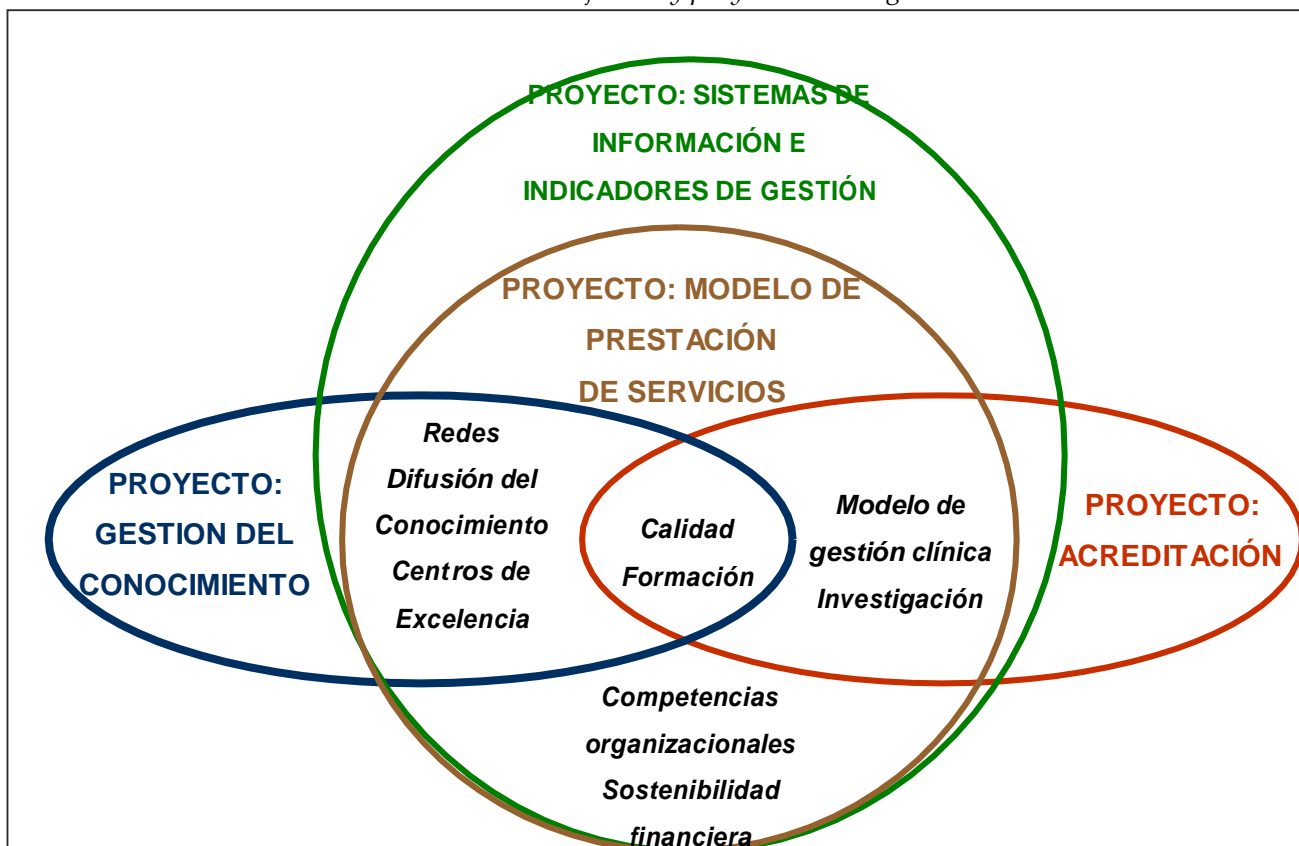 PROYECTO: SISTEMAS DE
INFORMACIÓN E
INDICADORES DE GESTIÓN
PROYECTO: MODELO DE
PRESTACIÓN
DE SERVICIOS
PROYECTO:
GESTION DEL
CONOCIMIENTO
Redes
Difusión del
Conocimiento
Centros de
Excelencia
Calidad
Formación
Modelo de
gestión clínica
Investigación
PROYECTO:
ACREDITACIÓN
Competencias
organizacionales
Sostenibilidad
financiera